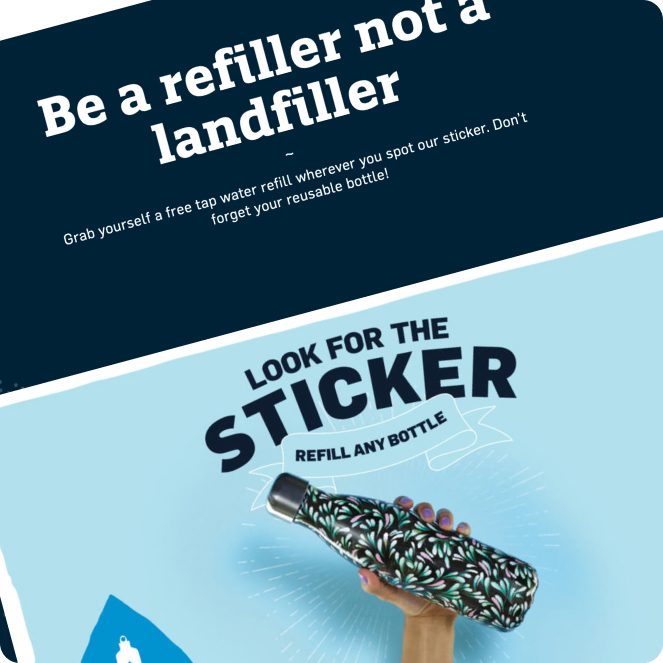 Be a refiller not a
landfiller
~
Grab yourself a free tap water refill wherever you spot our sticker. Don't
forget your reusable bottle!
LOOK FOR THE
STICKER
REFILL ANY BOTTLE